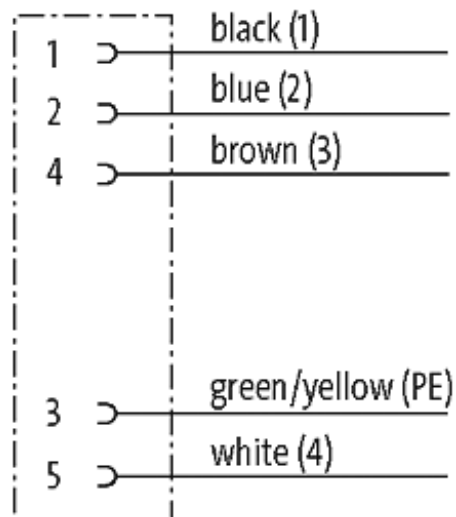 black (1)
1
blue (2)
2
brown (3)
4
green/yellow (PE)
3
white (4)
5